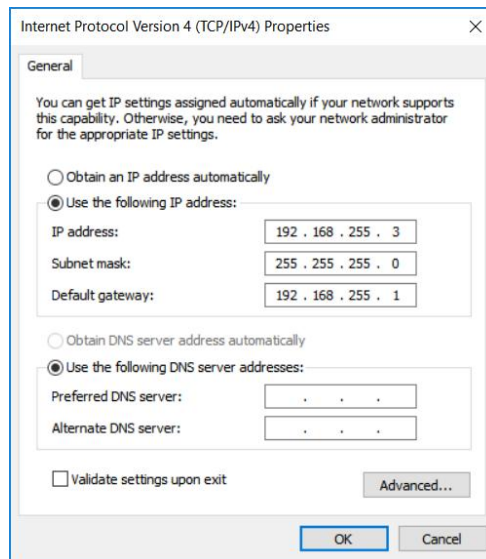 Internet Protocol Version 4 (TCP/IPv4) Properties
General
You can get IP settings assigned automatically if your network supports
this capability. Otherwise, you need to ask your network administrator
for the appropriate IP settings.
Obtain an IP address automatically
Use the following IP address:
IP address: 192 . 168 . 255 . 3
Subnet mask: 255 . 255 . 255 . 0
Default gateway: 192 . 168 . 255 . 1
Obtain DNS server address automatically
Use the following DNS server addresses:
Preferred DNS server: . . .
Alternate DNS server: . . .
Validate settings upon exit
Advanced...
OK Cancel